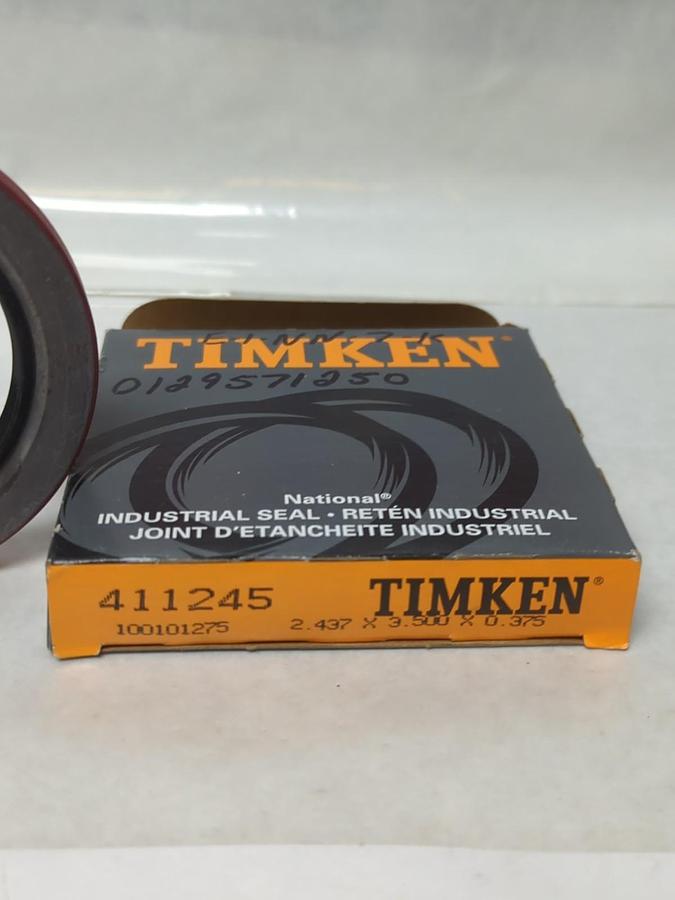 TIMKEN®
0129571250
National®
INDUSTRIAL SEAL • RETÉN INDUSTRIAL
JOINT D'ETANCHEITE INDUSTRIEL
411245 TIMKEN®
100101275 2.437 X 3.500 X 0.375